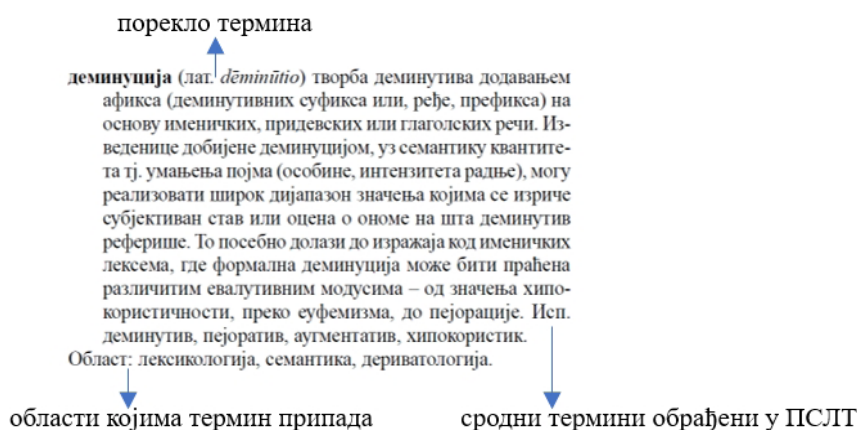 порекло термина
деминуција (лат. dēminūtio) творба деминутива додавањем
афикса (деминутивних суфикса или, ређе, префикса) на
основу именичких, придевских или глаголских речи. Из-
веденице добијене деминуцијом, уз семантику квантите-
та тј. умањења појма (особине, интензитета радње), могу
реализовати широк дијапазон значења којима се изриче
субјективан став или оцена о ономе на шта деминутив
реферише. То посебно долази до изражаја код именичких
лексема, где формална деминуција може бити праћена
различитим евалутивним модусима – од значења хипо-
користичности, преко еуфемизма, до пејорације. Исп.
деминутив, пејоратив, аугментатив, хипокористик.
Област: лексикологија, семантика, дериватологија.
области којима термин припада сродни термини обрађени у ПСЛТ